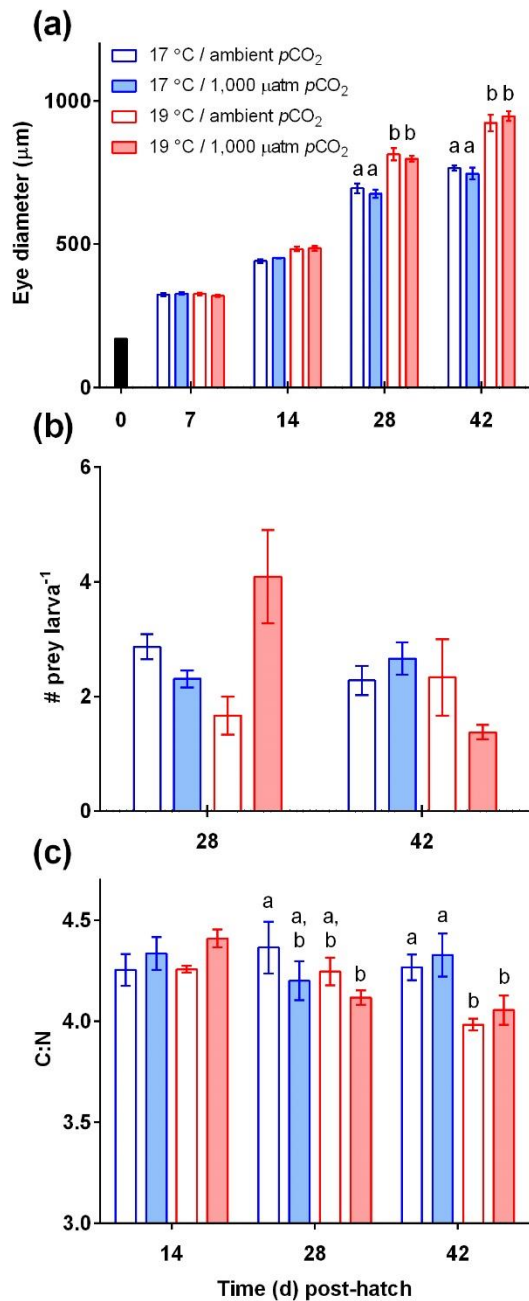 (a)
17 °C / ambient pCO₂
17 °C / 1,000 µatm pCO₂
19 °C / ambient pCO₂
19 °C / 1,000 µatm pCO₂
Eye diameter (µm)
1000
500
0
a a b b
a a b b
0 7 14 28 42
(b)
# prey larva⁻¹
6
4
2
0
28 42
(c)
C:N
4.5
4.0
3.5
3.0
a a, b a, b b
a a b b
14 28 42
Time (d) post-hatch